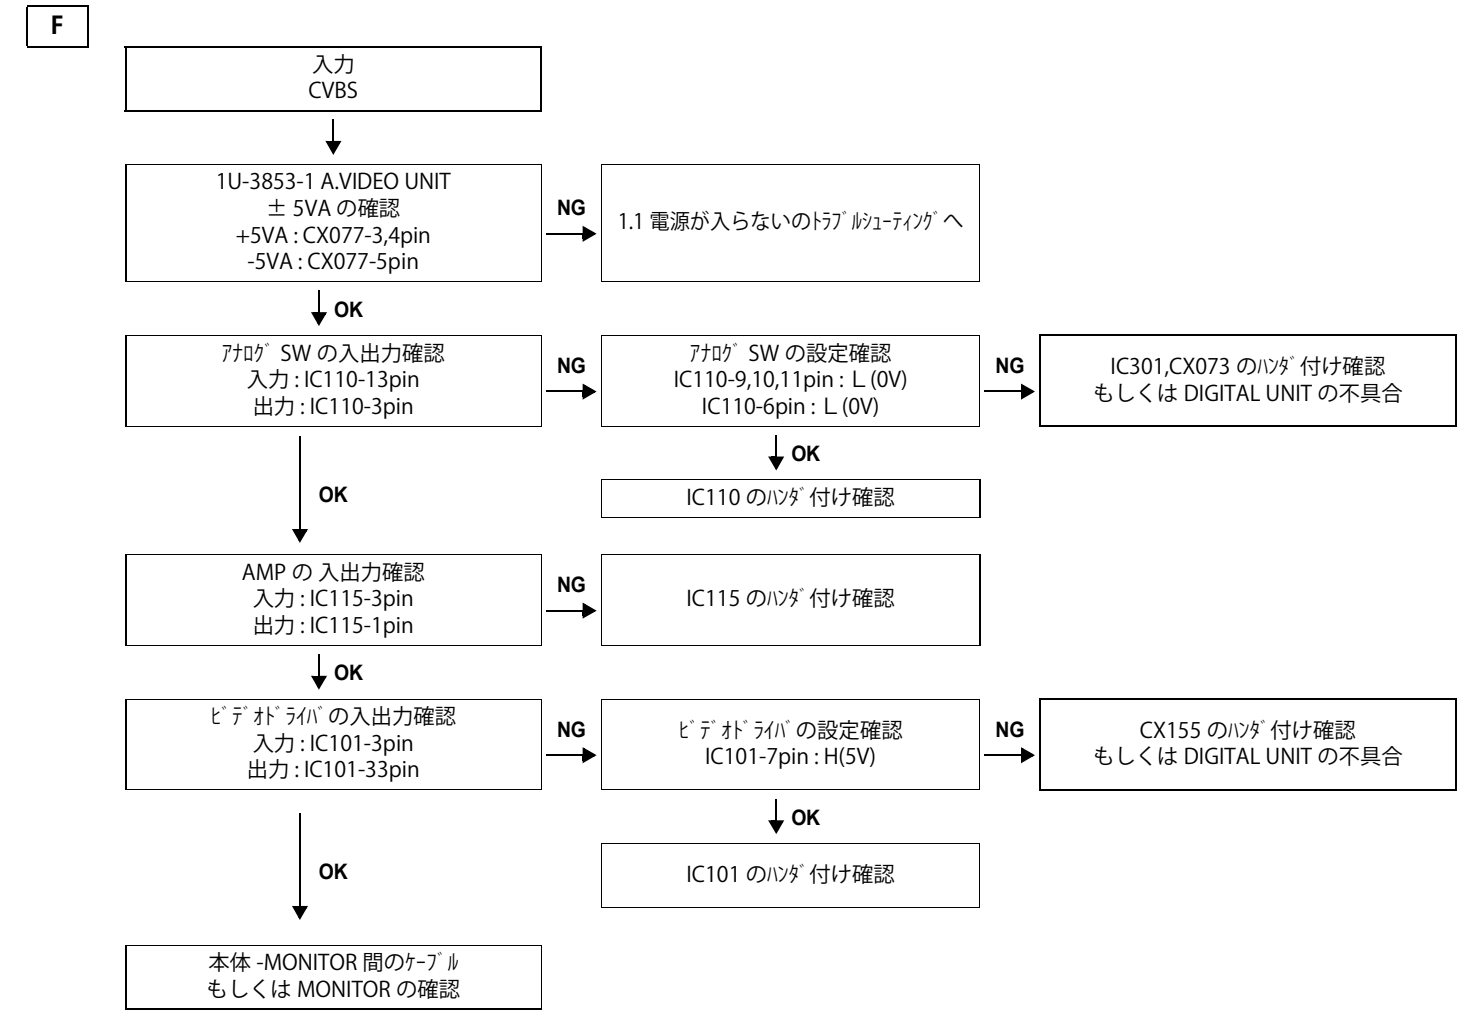 F
入力
CVBS
1U-3853-1 A.VIDEO UNIT
± 5VA の確認
+5VA : CX077-3,4pin
-5VA : CX077-5pin
NG
1.1 電源が入らないのﾄﾗﾌﾞﾙｼｭｰﾃｨﾝｸﾞへ
OK
ｱﾅﾛｸﾞ SW の入出力確認
入力 : IC110-13pin
出力 : IC110-3pin
NG
ｱﾅﾛｸﾞ SW の設定確認
IC110-9,10,11pin : L (0V)
IC110-6pin : L (0V)
NG
IC301,CX073 のﾊﾝﾀﾞ付け確認
もしくは DIGITAL UNIT の不具合
OK
IC110 のﾊﾝﾀﾞ付け確認
OK
AMP の 入出力確認
入力 : IC115-3pin
出力 : IC115-1pin
NG
IC115 のﾊﾝﾀﾞ付け確認
OK
ﾋﾞﾃﾞｵﾄﾞﾗｲﾊﾞの入出力確認
入力 : IC101-3pin
出力 : IC101-33pin
NG
ﾋﾞﾃﾞｵﾄﾞﾗｲﾊﾞの設定確認
IC101-7pin : H(5V)
NG
CX155 のﾊﾝﾀﾞ付け確認
もしくは DIGITAL UNIT の不具合
OK
IC101 のﾊﾝﾀﾞ付け確認
OK
本体 -MONITOR 間のｹｰﾌﾞﾙ
もしくは MONITOR の確認